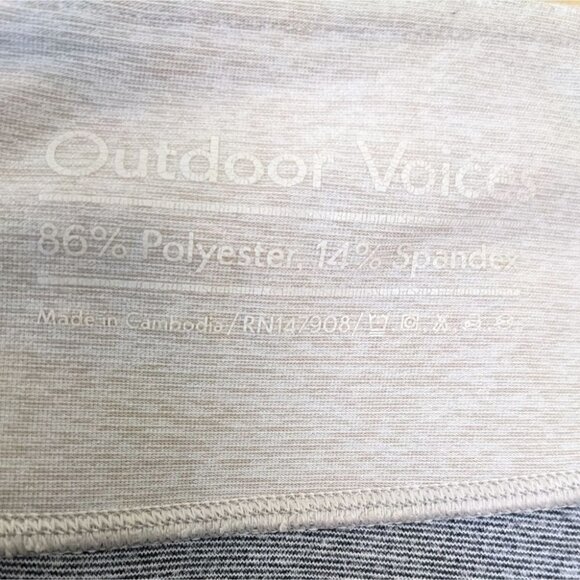 Outdoor Voices
86% Polyester, 14% Spandex
Made in Cambodia/RN147908/